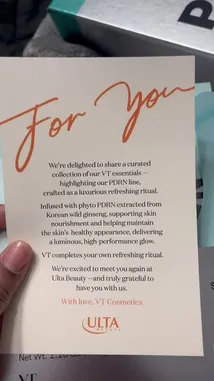 For You
We're delighted to share a curated
collection of our VT essentials—
highlighting our PDRN line,
crafted as a luxurious refreshing ritual.
Infused with phyto PDRN extracted from
Korean wild ginseng, supporting skin
nourishment and helping maintain
the skin's healthy appearance, delivering
a luminous, high-performance glow.
VT completes your own refreshing ritual.
We're excited to meet you again at
Ulta Beauty—and truly grateful to
have you with us.
With love, VT Cosmetics
ULTA
BEAUTY
Net Wt.
VT